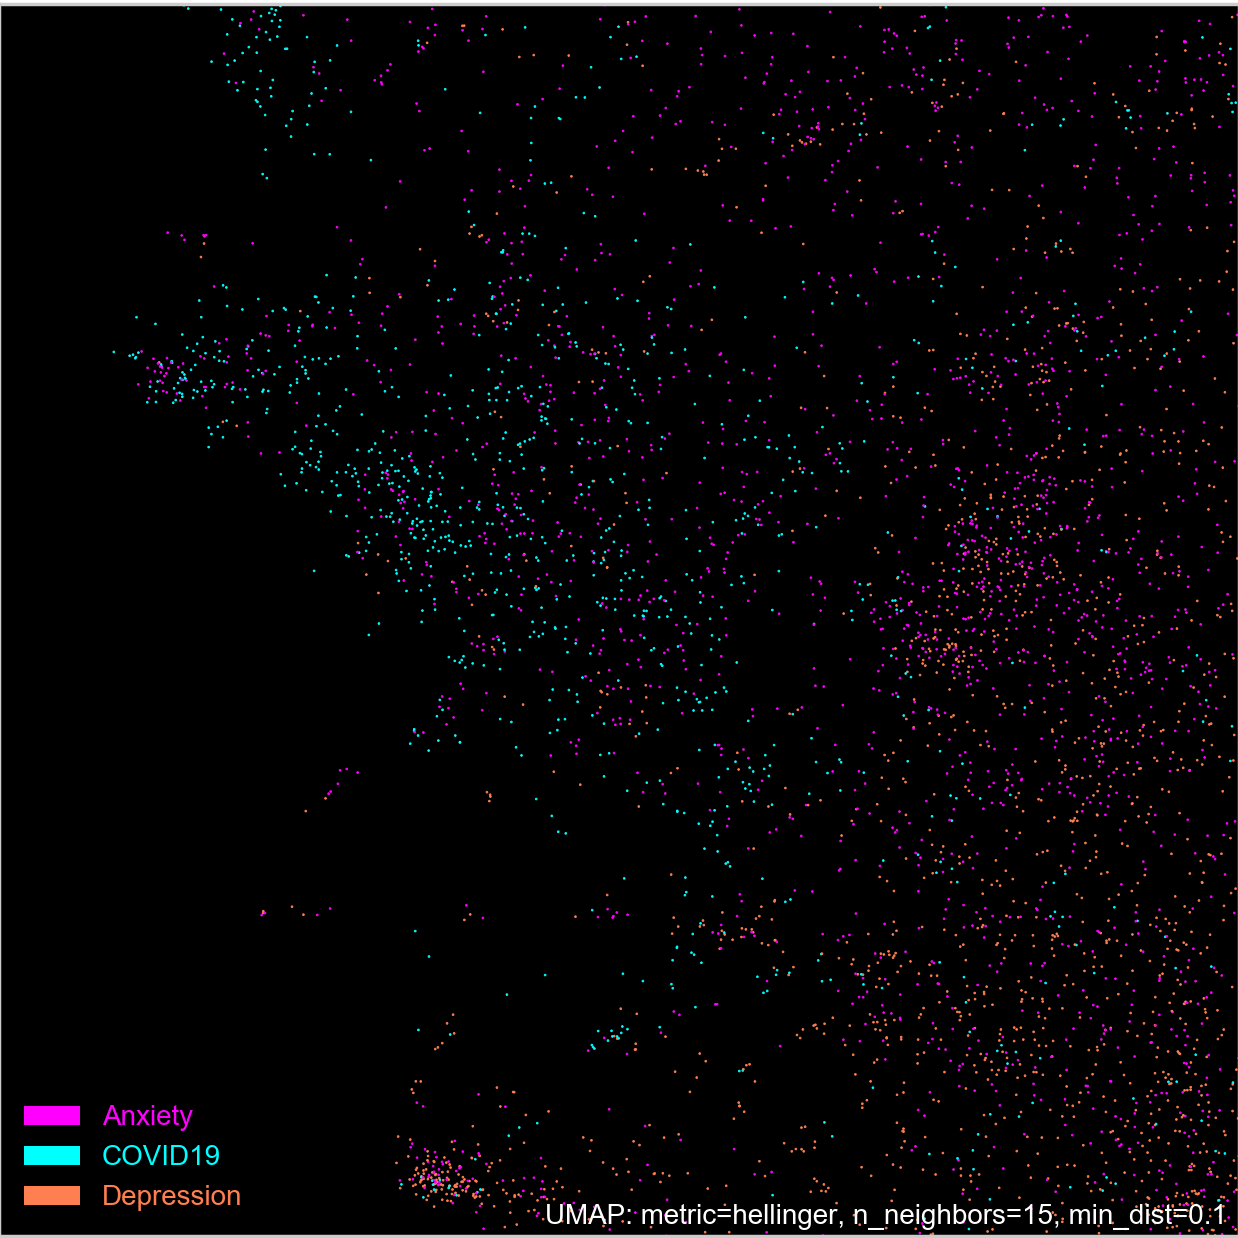 Anxiety
COVID19
Depression
UMAP: metric=hellinger, n_neighbors=15, min_dist=0.1